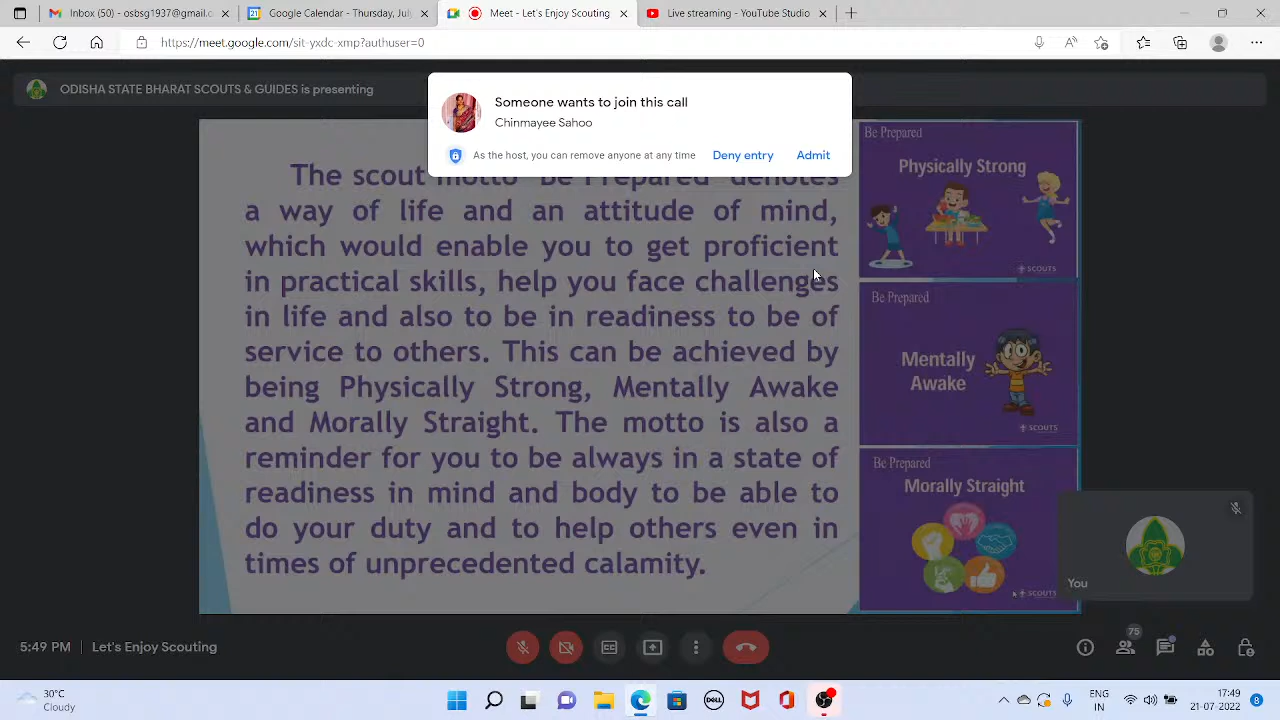 Inbox (50) - osbsg1937@gmail.c
Google Calendar - Thursday, July
Meet - Let's Enjoy Scouting
Live streaming - YouTube Studio
https://meet.google.com/sit-yxdc-xmp?authuser=0
ODISHA STATE BHARAT SCOUTS & GUIDES is presenting
Someone wants to join this call
Chinmayee Sahoo
As the host, you can remove anyone at any time
Deny entry
Admit
The scout motto "Be Prepared" denotes
a way of life and an attitude of mind,
which would enable you to get proficient
in practical skills, help you face challenges
in life and also to be in readiness to be of
service to others. This can be achieved by
being Physically Strong, Mentally Awake
and Morally Straight. The motto is also a
reminder for you to be always in a state of
readiness in mind and body to be able to
do your duty and to help others even in
times of unprecedented calamity.
Be Prepared
Physically Strong
SCOUTS
Be Prepared
Mentally
Awake
SCOUTS
Be Prepared
Morally Straight
SCOUTS
You
5:49 PM | Let's Enjoy Scouting
CC
75
30°C
Cloudy
DELL
ENG
IN
17:49
21-07-2022
8